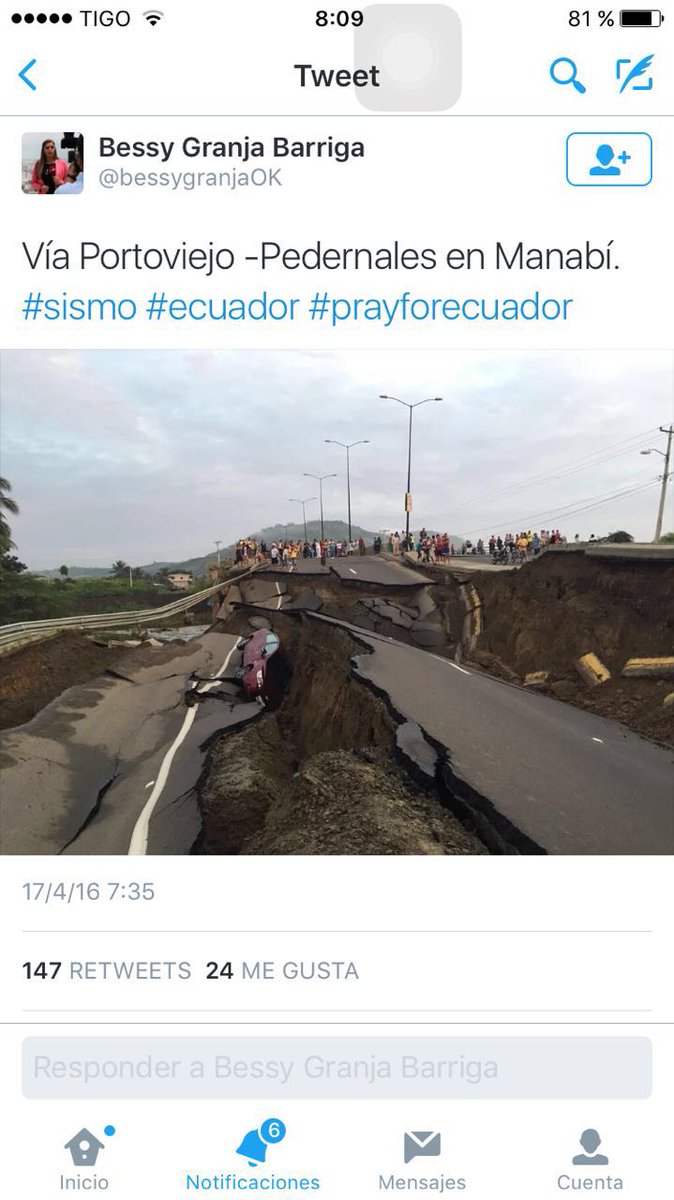 TIGO 8:09 81 %
Tweet
Bessy Granja Barriga
@bessygranjaOK
Vía Portoviejo -Pedernales en Manabí.
#sismo #ecuador #prayforecuador
17/4/16 7:35
147 RETWEETS 24 ME GUSTA
Responder a Bessy Granja Barriga
6
Inicio Notificaciones Mensajes Cuenta